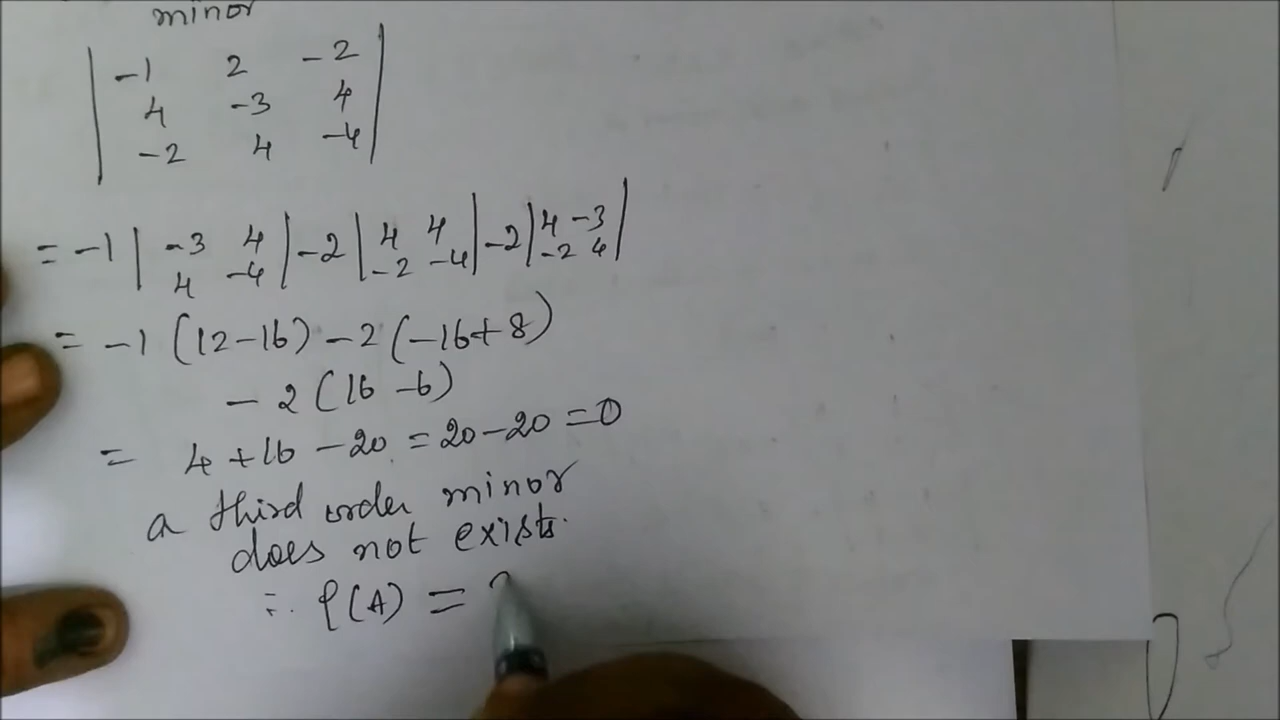 minor
| -1 2 -2 |
| 4 -3 4 |
| -2 4 -4 |
= -1 | -3 4 | -2 | 4 4 | -2 | 4 -3 |
| 4 -4 | | -2 -4 | | -2 4 |
= -1 (12-16) -2 (-16+8)
- 2 (16 -6)
= 4 +16 -20 = 20 -20 = 0
a third order minor
does not exists.
∴ ρ(A) =